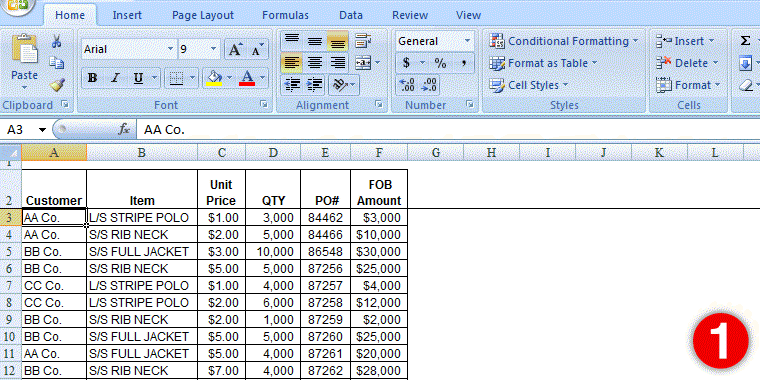 Home Insert Page Layout Formulas Data Review View
Arial 9 A A General Conditional Formatting Insert Σ
Paste $ % , Format as Table Delete
B I U A .00 .0 Cell Styles Format
Clipboard Font Alignment Number Styles Cells
A3 fx AA Co.
A B C D E F G H I J K L
1
2 Customer Item Unit Price QTY PO# FOB Amount
3 AA Co. L/S STRIPE POLO $1.00 3,000 84462 $3,000
4 AA Co. S/S RIB NECK $2.00 5,000 84466 $10,000
5 BB Co. S/S FULL JACKET $3.00 10,000 86548 $30,000
6 BB Co. S/S RIB NECK $5.00 5,000 87256 $25,000
7 CC Co. L/S STRIPE POLO $1.00 4,000 87257 $4,000
8 CC Co. L/S STRIPE POLO $2.00 6,000 87258 $12,000
9 BB Co. S/S RIB NECK $2.00 1,000 87259 $2,000
10 BB Co. S/S FULL JACKET $5.00 5,000 87260 $25,000
11 AA Co. S/S FULL JACKET $5.00 4,000 87261 $20,000
12 BB Co. S/S RIB NECK $7.00 4,000 87262 $28,000
1